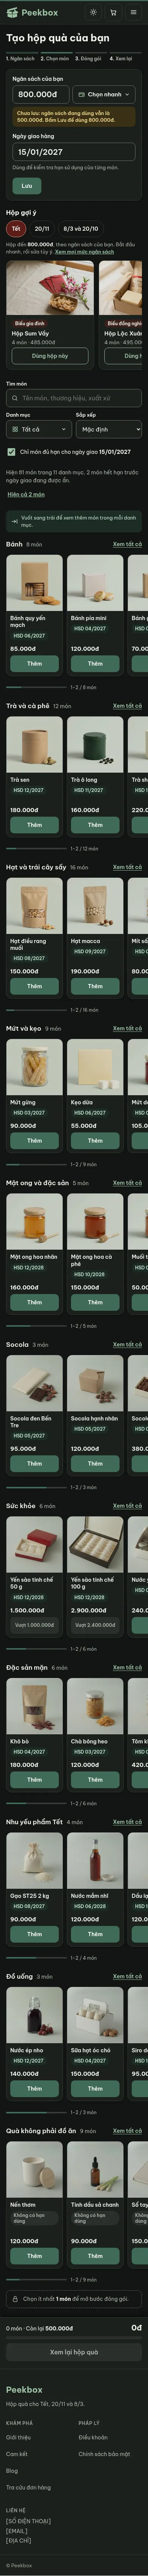 Peekbox
Tạo hộp quà của bạn
1. Ngân sách 2. Chọn món 3. Đóng gói 4. Xem lại
Ngân sách của bạn
800.000đ Chọn nhanh
Chưa lưu: ngân sách đang dùng vẫn là
500.000đ. Bấm Lưu để dùng 800.000đ.
Ngày giao hàng
15/01/2027
Dùng để kiểm tra hạn sử dụng của từng món.
Lưu
Hộp gợi ý
Tết 20/11 8/3 và 20/10
Hộp đến 800.000đ, theo ngân sách của bạn. Bắt đầu
nhanh, rồi tùy ý. Xem mọi mức ngân sách
Biếu gia đình
Hộp Sum Vầy
4 món · 485.000đ
Dùng hộp này
Biếu đồng nghiệp
Hộp Lộc Xuân
4 món · 495.000đ
Dùng hộp này
Tìm món
Tìm món, thương hiệu, xuất xứ
Danh mục Sắp xếp
Tất cả Mặc định
Chỉ món đủ hạn cho ngày giao 15/01/2027
Hiện 81 món trong 11 danh mục. 2 món hết hạn trước
ngày giao đang được ẩn.
Hiện cả 2 món
Vuốt sang trái để xem thêm món trong mỗi danh
mục.
Bánh 8 món Xem tất cả
Bánh quy yến
mạch
HSD 06/2027
85.000đ
Thêm
Bánh pía mini
HSD 04/2027
120.000đ
Thêm
1–2 / 8 món
Trà và cà phê 12 món Xem tất cả
Trà sen
HSD 12/2027
180.000đ
Thêm
Trà ô long
HSD 11/2027
160.000đ
Thêm
1–2 / 12 món
Hạt và trái cây sấy 16 món Xem tất cả
Hạt điều rang
muối
HSD 08/2027
150.000đ
Thêm
Hạt macca
HSD 09/2027
190.000đ
Thêm
1–2 / 16 món
Mứt và kẹo 9 món Xem tất cả
Mứt gừng
HSD 03/2027
90.000đ
Thêm
Kẹo dừa
HSD 06/2027
55.000đ
Thêm
1–2 / 9 món
Mật ong và đặc sản 5 món Xem tất cả
Mật ong hoa nhãn
HSD 12/2028
160.000đ
Thêm
Mật ong hoa cà
phê
HSD 10/2028
150.000đ
Thêm
1–2 / 5 món
Socola 3 món Xem tất cả
Socola đen Bến
Tre
HSD 05/2027
95.000đ
Thêm
Socola hạnh nhân
HSD 05/2027
120.000đ
Thêm
1–2 / 3 món
Sức khỏe 6 món Xem tất cả
Yến sào tinh chế
50 g
HSD 12/2028
1.500.000đ
Vượt 1.000.000đ
Yến sào tinh chế
100 g
HSD 12/2028
2.900.000đ
Vượt 2.400.000đ
1–2 / 6 món
Đặc sản mặn 6 món Xem tất cả
Khô bò
HSD 04/2027
180.000đ
Thêm
Chà bông heo
HSD 03/2027
120.000đ
Thêm
1–2 / 6 món
Nhu yếu phẩm Tết 4 món Xem tất cả
Gạo ST25 2 kg
HSD 08/2027
90.000đ
Thêm
Nước mắm nhĩ
HSD 06/2028
120.000đ
Thêm
1–2 / 4 món
Đồ uống 3 món Xem tất cả
Nước ép nho
HSD 12/2027
140.000đ
Thêm
Sữa hạt óc chó
HSD 04/2027
150.000đ
Thêm
1–2 / 3 món
Quà không phải đồ ăn 9 món Xem tất cả
Nến thơm
Không có hạn
dùng
120.000đ
Thêm
Tinh dầu sả chanh
Không có hạn
dùng
90.000đ
Thêm
1–2 / 9 món
Chọn ít nhất 1 món để mở bước đóng gói.
0 món · Còn lại 500.000đ 0đ
Xem lại hộp quà
Peekbox
Hộp quà cho Tết, 20/11 và 8/3.
KHÁM PHÁ PHÁP LÝ
Giới thiệu Điều khoản
Cam kết Chính sách bảo mật
Blog
Tra cứu đơn hàng
LIÊN HỆ
[SỐ ĐIỆN THOẠI]
[EMAIL]
[ĐỊA CHỈ]
© Peekbox